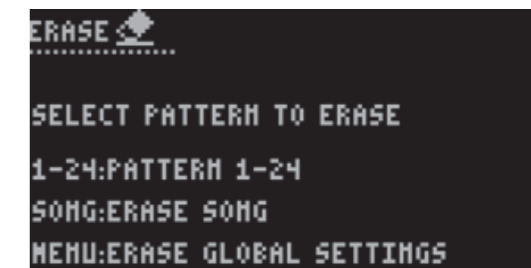 ERASE
SELECT PATTERN TO ERASE
1-24:PATTERN 1-24
SONG:ERASE SONG
MENU:ERASE GLOBAL SETTINGS